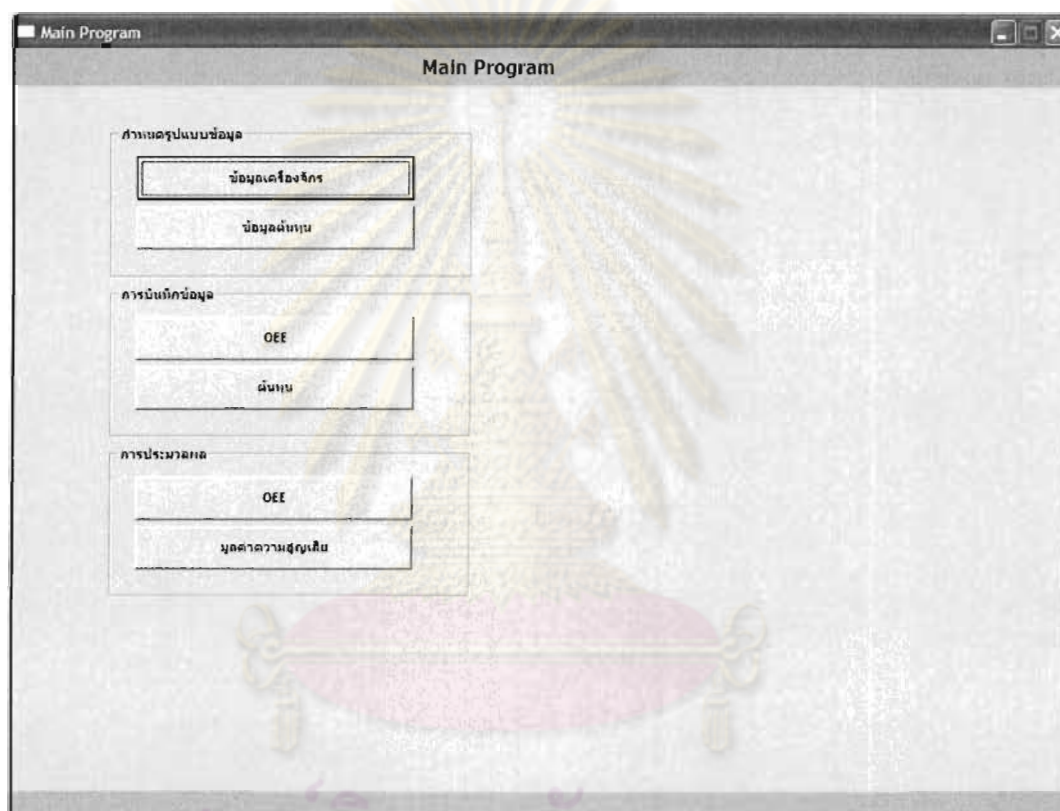 Main Program
Main Program
กำหนดรูปแบบข้อมูล
ข้อมูลเครื่องจักร
ข้อมูลต้นทุน
การบันทึกข้อมูล
OEE
ต้นทุน
การประมวลผล
OEE
มูลค่าความสูญเสีย